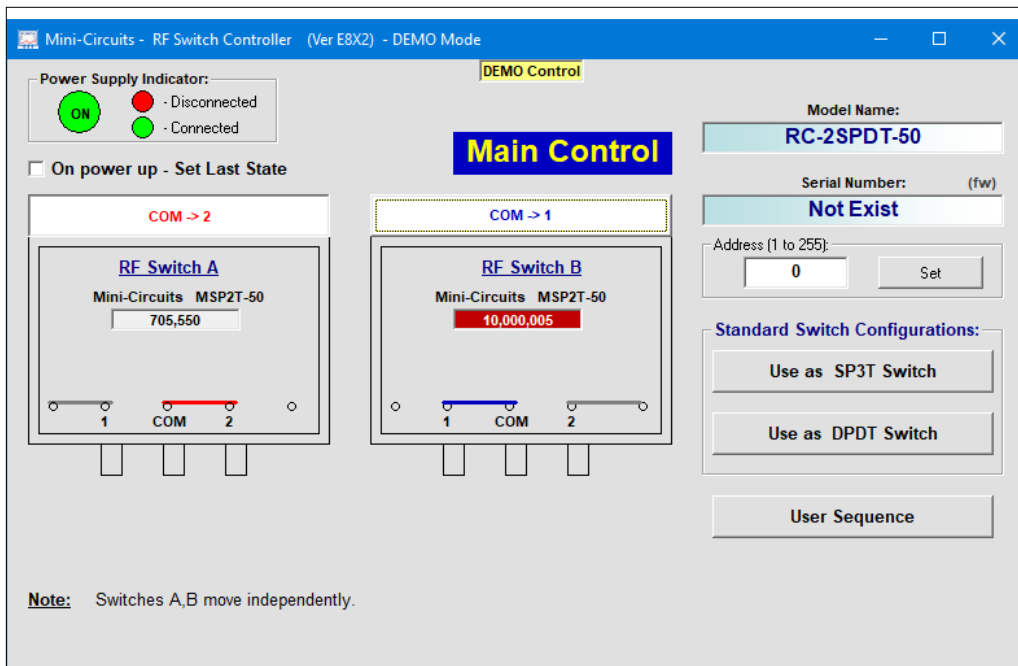 Mini-Circuits - RF Switch Controller (Ver E8X2) - DEMO Mode
DEMO Control
Power Supply Indicator:
ON
- Disconnected
- Connected
On power up - Set Last State
Main Control
Model Name:
RC-2SPDT-50
Serial Number: (fw)
Not Exist
Address (1 to 255):
0 Set
COM -> 2
RF Switch A
Mini-Circuits MSP2T-50
705,550
1 COM 2
COM -> 1
RF Switch B
Mini-Circuits MSP2T-50
10,000,005
1 COM 2
Standard Switch Configurations:
Use as SP3T Switch
Use as DPDT Switch
User Sequence
Note: Switches A,B move independently.